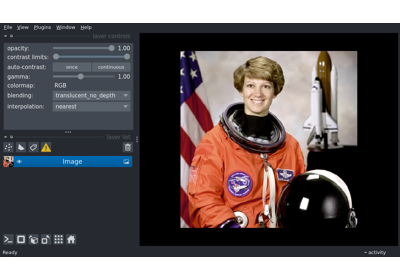 File View Plugins Window Help
layer controls
opacity: 1.00
contrast limits:
auto-contrast: once continuous
gamma: 1.00
colormap: RGB
blending: translucent_no_depth
interpolation: nearest
layer list
Image
Ready
activity